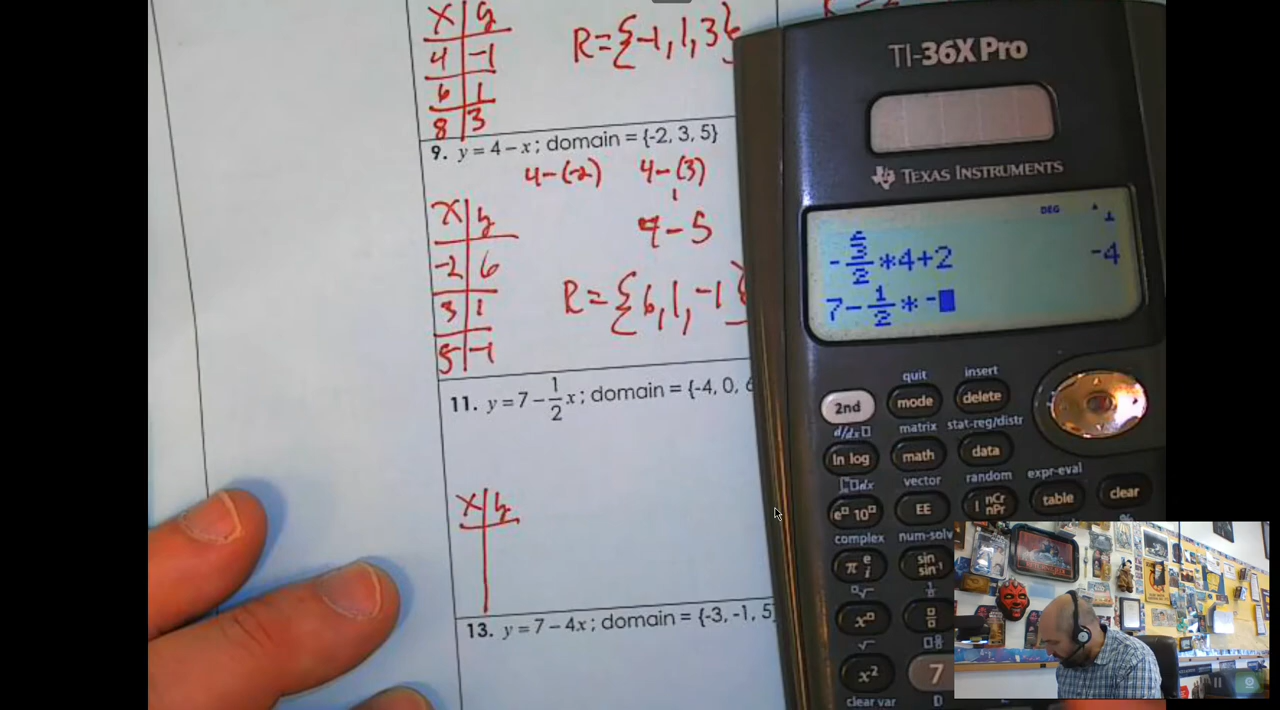 x y
4 -1
6 1
8 3
R={-1, 1, 3}
9. y = 4 – x ; domain = {-2, 3, 5}
4-(-2) 4-(3)
4-5
x y
-2 6
3 1
5 -1
R={6, 1, -1}
11. y = 7 – 1/2 x ; domain = {-4, 0, 6
x y
13. y = 7 – 4x ; domain = {-3, -1, 5}
TI-36X Pro
TEXAS INSTRUMENTS
DEG
*4+2 -4
7-1/2*-
quit insert
2nd mode delete
d/dx matrix stat-reg/distr
ln log math data
dx vector random expr-eval
e 10 EE nCr nPr table clear
complex num-solv
π e i sin sin-1
x
x² 7
clear var D